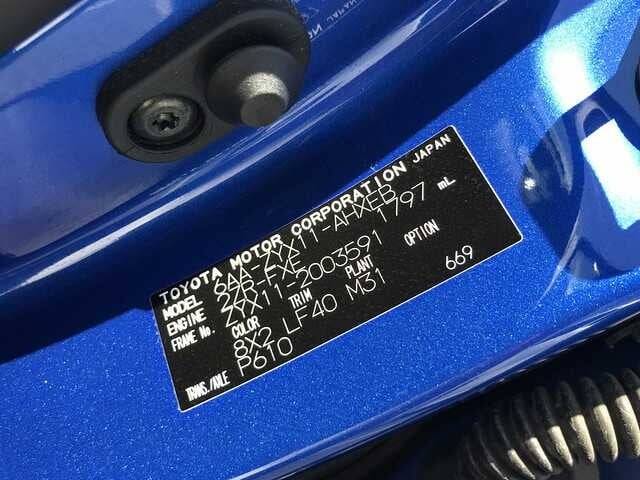 TOYOTA MOTOR CORPORATION JAPAN
MODEL 6AA-ZYX11-AHXEB
ENGINE 2ZR-FXE 1797 mL
FRAME No. ZYX11-2003591
COLOR TRIM PLANT OPTION
8X2 LF40 M31 669
TRANS./AXLE P610